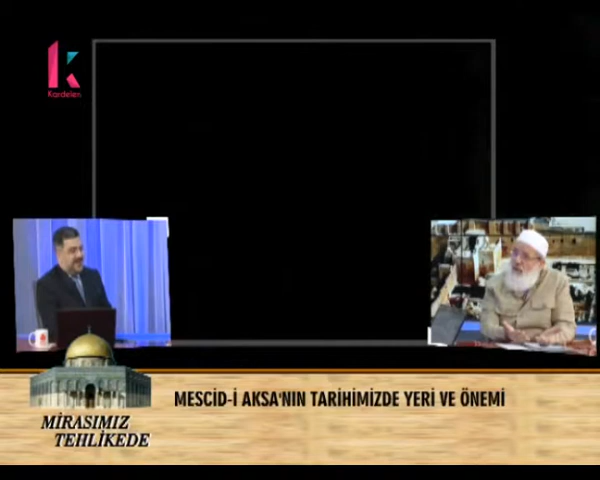 Kardelen
MESCİD-İ AKSA'NIN TARİHİMİZDE YERİ VE ÖNEMİ
MİRASIMIZ
TEHLİKEDE